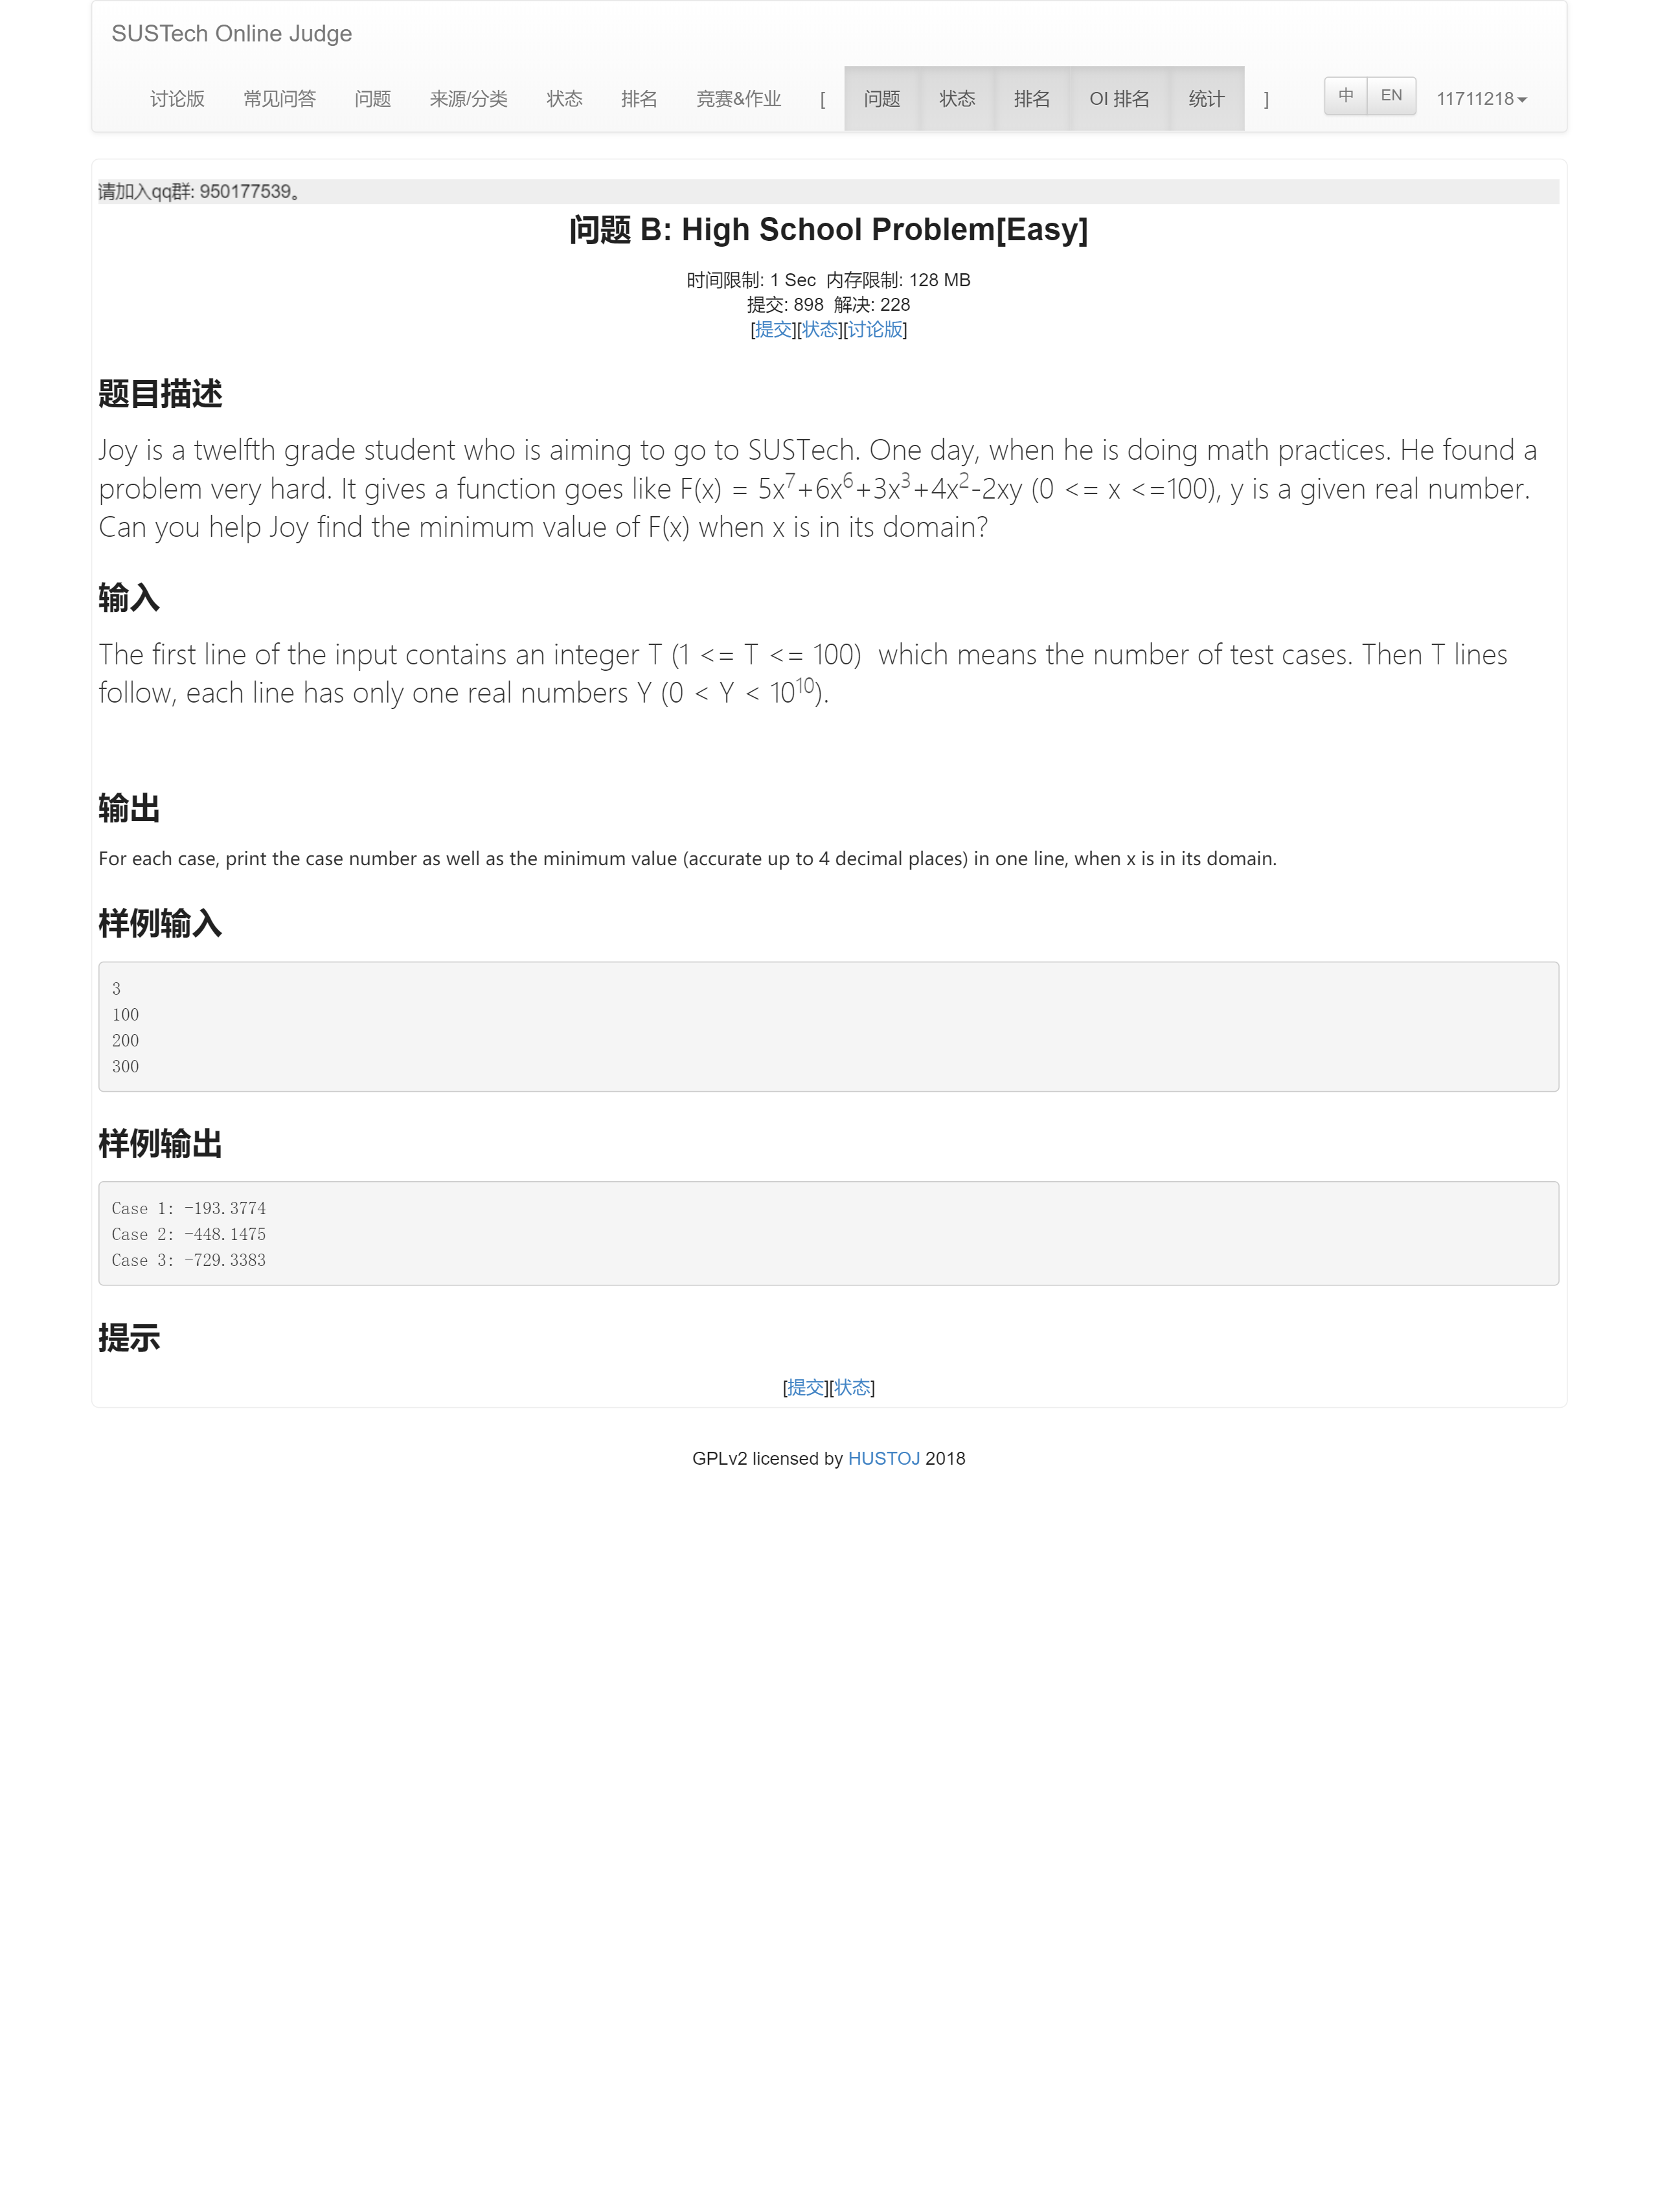 SUSTech Online Judge
讨论版 常见问答 问题 来源/分类 状态 排名 竞赛&作业 [ 问题 状态 排名 OI 排名 统计 ] 中 EN 11711218
请加入qq群: 950177539。
问题 B: High School Problem[Easy]
时间限制: 1 Sec 内存限制: 128 MB
提交: 898 解决: 228
[提交][状态][讨论版]
题目描述
Joy is a twelfth grade student who is aiming to go to SUSTech. One day, when he is doing math practices. He found a
problem very hard. It gives a function goes like F(x) = 5x⁷+6x⁶+3x³+4x²-2xy (0 <= x <=100), y is a given real number.
Can you help Joy find the minimum value of F(x) when x is in its domain?
输入
The first line of the input contains an integer T (1 <= T <= 100) which means the number of test cases. Then T lines
follow, each line has only one real numbers Y (0 < Y < 10¹⁰).
输出
For each case, print the case number as well as the minimum value (accurate up to 4 decimal places) in one line, when x is in its domain.
样例输入
3
100
200
300
样例输出
Case 1: -193.3774
Case 2: -448.1475
Case 3: -729.3383
提示
[提交][状态]
GPLv2 licensed by HUSTOJ 2018